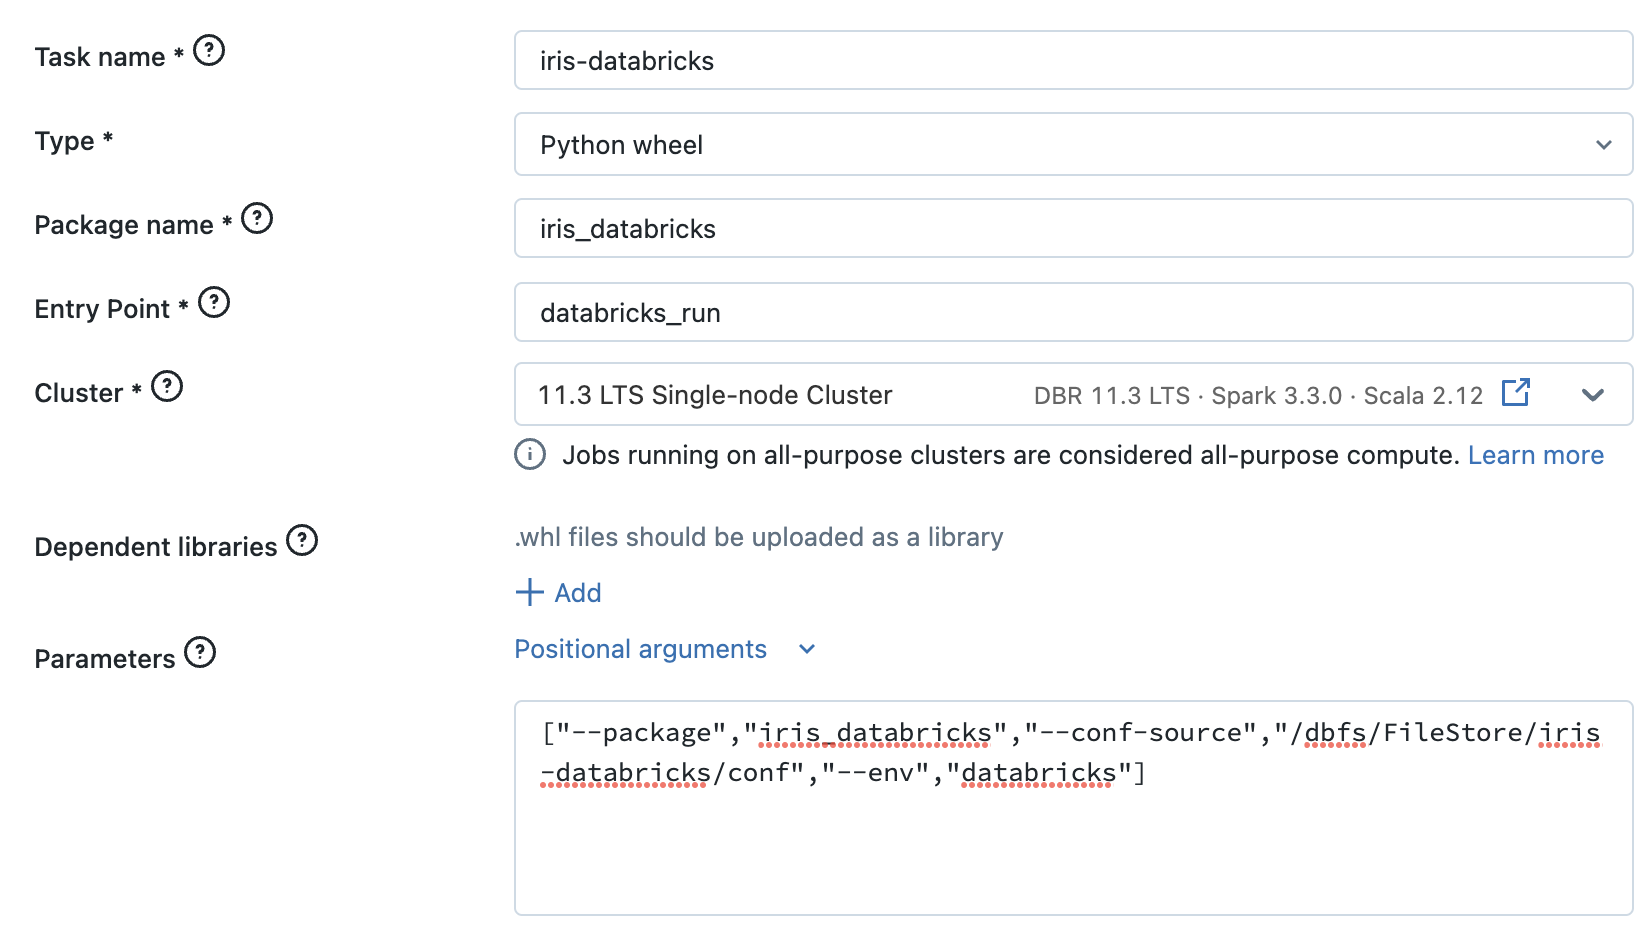 Task name * ?
iris-databricks
Type *
Python wheel
Package name * ?
iris_databricks
Entry Point * ?
databricks_run
Cluster * ?
11.3 LTS Single-node Cluster DBR 11.3 LTS · Spark 3.3.0 · Scala 2.12
i Jobs running on all-purpose clusters are considered all-purpose compute. Learn more
Dependent libraries ?
.whl files should be uploaded as a library
+ Add
Parameters ?
Positional arguments
["--package","iris_databricks","--conf-source","/dbfs/FileStore/iris
-databricks/conf","--env","databricks"]